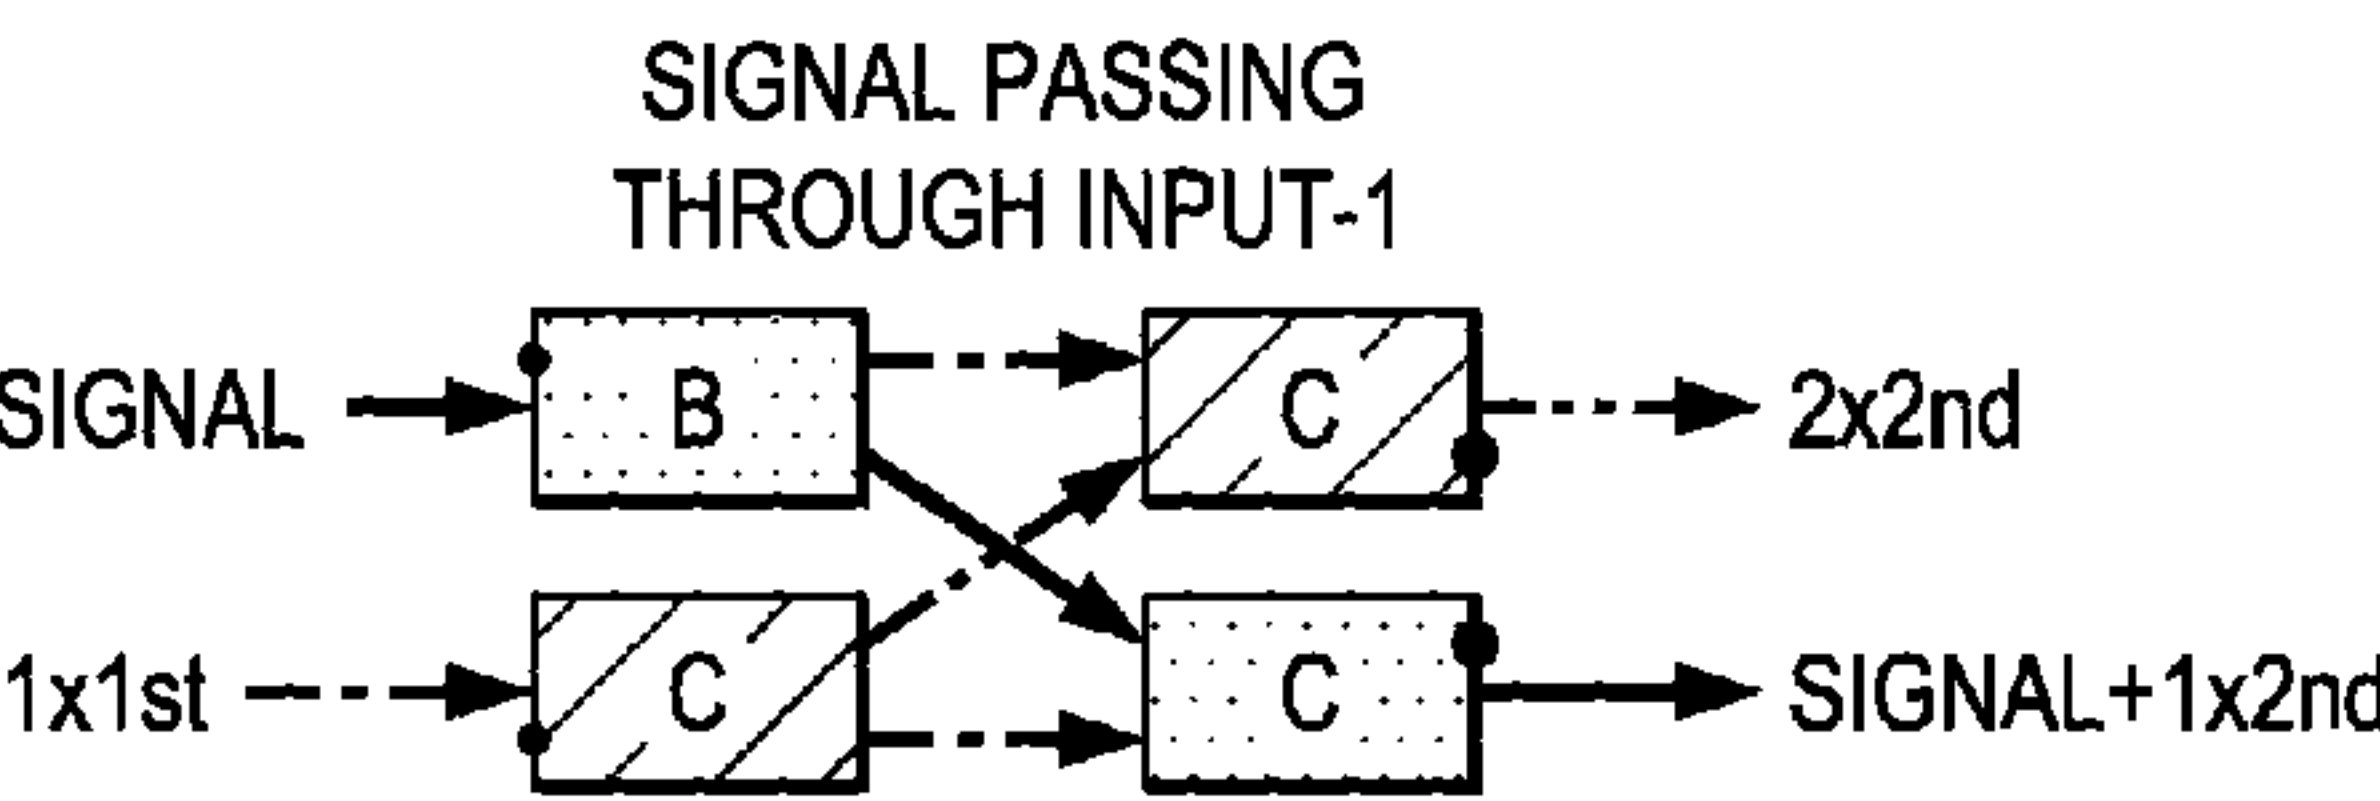 SIGNAL PASSING
THROUGH INPUT-1
SIGNAL B C 2x2nd
1x1st C C SIGNAL+1x2nd